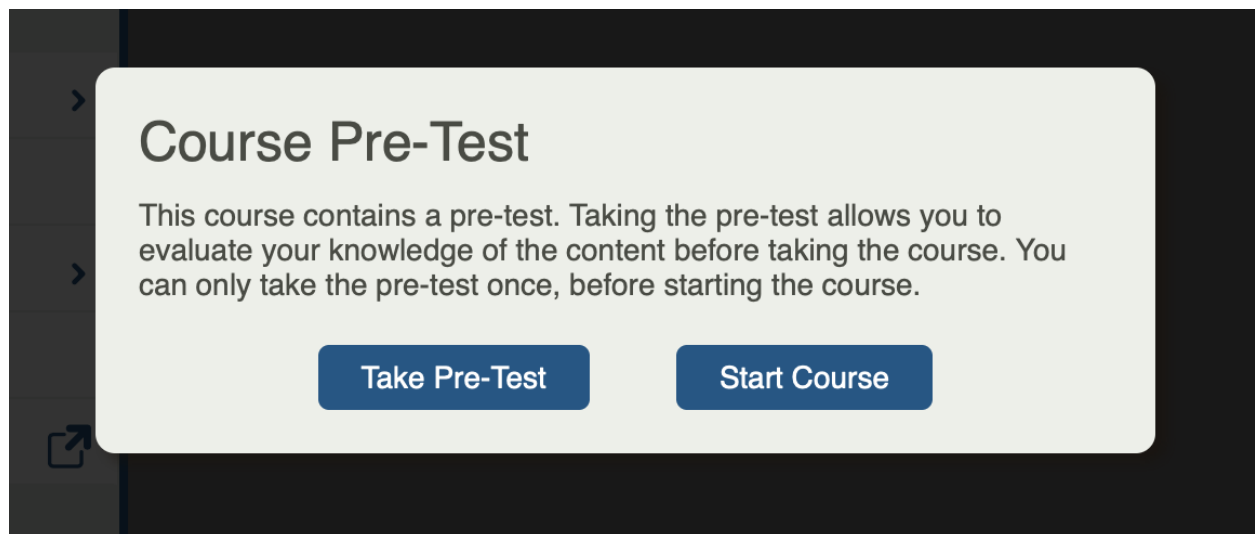 Course Pre-Test
This course contains a pre-test. Taking the pre-test allows you to
evaluate your knowledge of the content before taking the course. You
can only take the pre-test once, before starting the course.
Take Pre-Test
Start Course